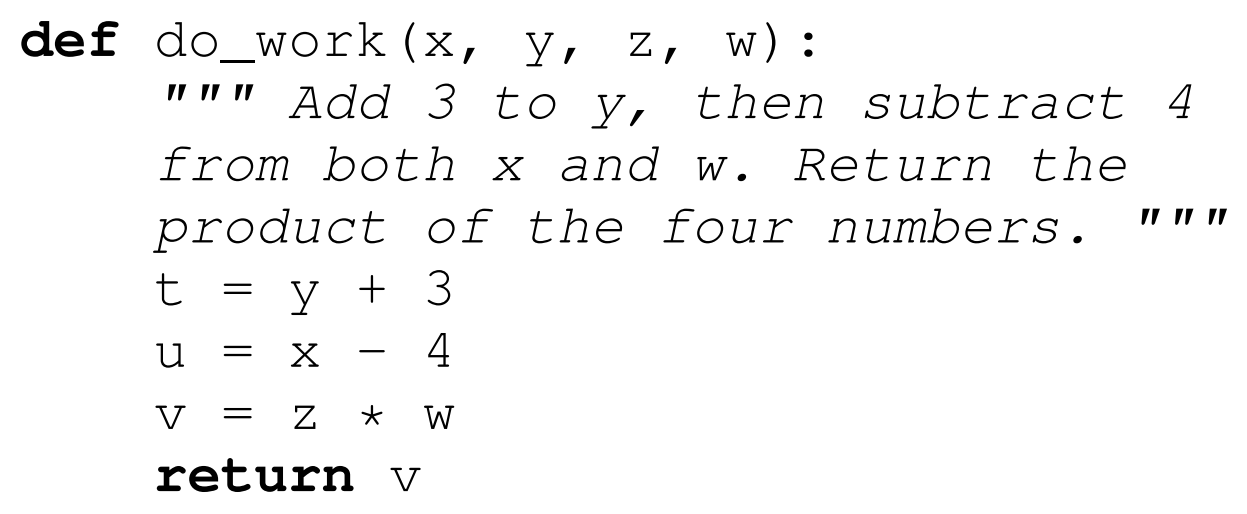 def do_work(x, y, z, w):
    """ Add 3 to y, then subtract 4
    from both x and w. Return the
    product of the four numbers. """
    t = y + 3
    u = x - 4
    v = z * w
    return v